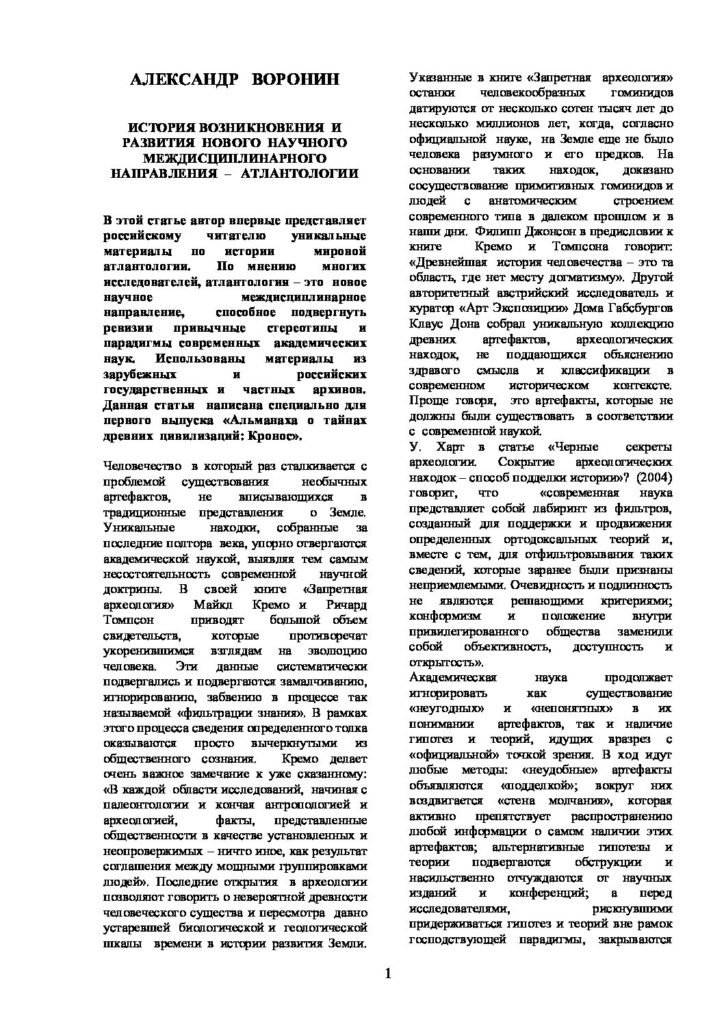 АЛЕКСАНДР ВОРОНИН
ИСТОРИЯ ВОЗНИКНОВЕНИЯ И
РАЗВИТИЯ НОВОГО НАУЧНОГО
МЕЖДИСЦИПЛИНАРНОГО
НАПРАВЛЕНИЯ – АТЛАНТОЛОГИИ
В этой статье автор впервые представляет
российскому читателю уникальные
материалы по истории мировой
атлантологии. По мнению многих
исследователей, атлантология – это новое
научное междисциплинарное
направление, способное подвергнуть
ревизии привычные стереотипы и
парадигмы современных академических
наук. Использованы материалы из
зарубежных и российских
государственных и частных архивов.
Данная статья написана специально для
первого выпуска «Альманаха о тайнах
древних цивилизаций: Кронос».
Человечество в который раз сталкивается с
проблемой существования необычных
артефактов, не вписывающихся в
традиционные представления о Земле.
Уникальные находки, собранные за
последние полтора века, упорно отвергаются
академической наукой, выявляя тем самым
несостоятельность современной научной
доктрины. В своей книге «Запретная
археология» Майкл Кремо и Ричард
Томпсон приводят большой объем
свидетельств, которые противоречат
укоренившимся взглядам на эволюцию
человека. Эти данные систематически
подвергались и подвергаются замалчиванию,
игнорированию, забвению в процессе так
называемой «фильтрации знания». В рамках
этого процесса сведения определенного толка
оказываются просто вычеркнутыми из
общественного сознания. Кремо делает
очень важное замечание к уже сказанному:
«В каждой области исследований, начиная с
палеонтологии и кончая антропологией и
археологией, факты, представленные
общественности в качестве установленных и
неопровержимых – ничто иное, как результат
соглашения между мощными группировками
людей». Последние открытия в археологии
позволяют говорить о невероятной древности
человеческого существа и пересмотра давно
устаревшей биологической и геологической
шкалы времени в истории развития Земли.
Указанные в книге «Запретная археология»
останки человекообразных гоминидов
датируются от несколько сотен тысяч лет до
несколько миллионов лет, когда, согласно
официальной науке, на Земле еще не было
человека разумного и его предков. На
основании таких находок, доказано
сосуществование примитивных гоминидов и
людей с анатомическим строением
современного типа в далеком прошлом и в
наши дни. Филипп Джонсон в предисловии к
книге Кремо и Томпсона говорит:
«Древнейшая история человечества – это та
область, где нет месту догматизму». Другой
авторитетный австрийский исследователь и
куратор «Арт Экспозиции» Дома Габсбургов
Клаус Дона собрал уникальную коллекцию
древних артефактов, археологических
находок, не поддающихся объяснению
здравого смысла и классификации в
современном историческом контексте.
Проще говоря, это артефакты, которые не
должны были существовать в соответствии
с современной наукой.
У. Харт в статье «Черные секреты
археологии. Сокрытие археологических
находок – способ подделки истории»? (2004)
говорит, что «современная наука
представляет собой лабиринт из фильтров,
созданный для поддержки и продвижения
определенных ортодоксальных теорий и,
вместе с тем, для отфильтровывания таких
сведений, которые заранее были признаны
неприемлемыми. Очевидность и подлинность
не являются решающими критериями;
конформизм и положение внутри
привилегированного общества заменили
собой объективность, доступность и
открытость».
Академическая наука продолжает
игнорировать как существование
«неугодных» и «непонятных» в их
понимании артефактов, так и наличие
гипотез и теорий, идущих вразрез с
«официальной» точкой зрения. В ход идут
любые методы: «неудобные» артефакты
объявляются «подделкой»; вокруг них
воздвигается «стена молчания», которая
активно препятствует распространению
любой информации о самом наличии этих
артефактов; альтернативные гипотезы и
теории подвергаются обструкции и
насильственно отчуждаются от научных
изданий и конференций; а перед
исследователями, рискнувшими
придерживаться гипотез и теорий вне рамок
господствующей парадигмы, закрываются
1